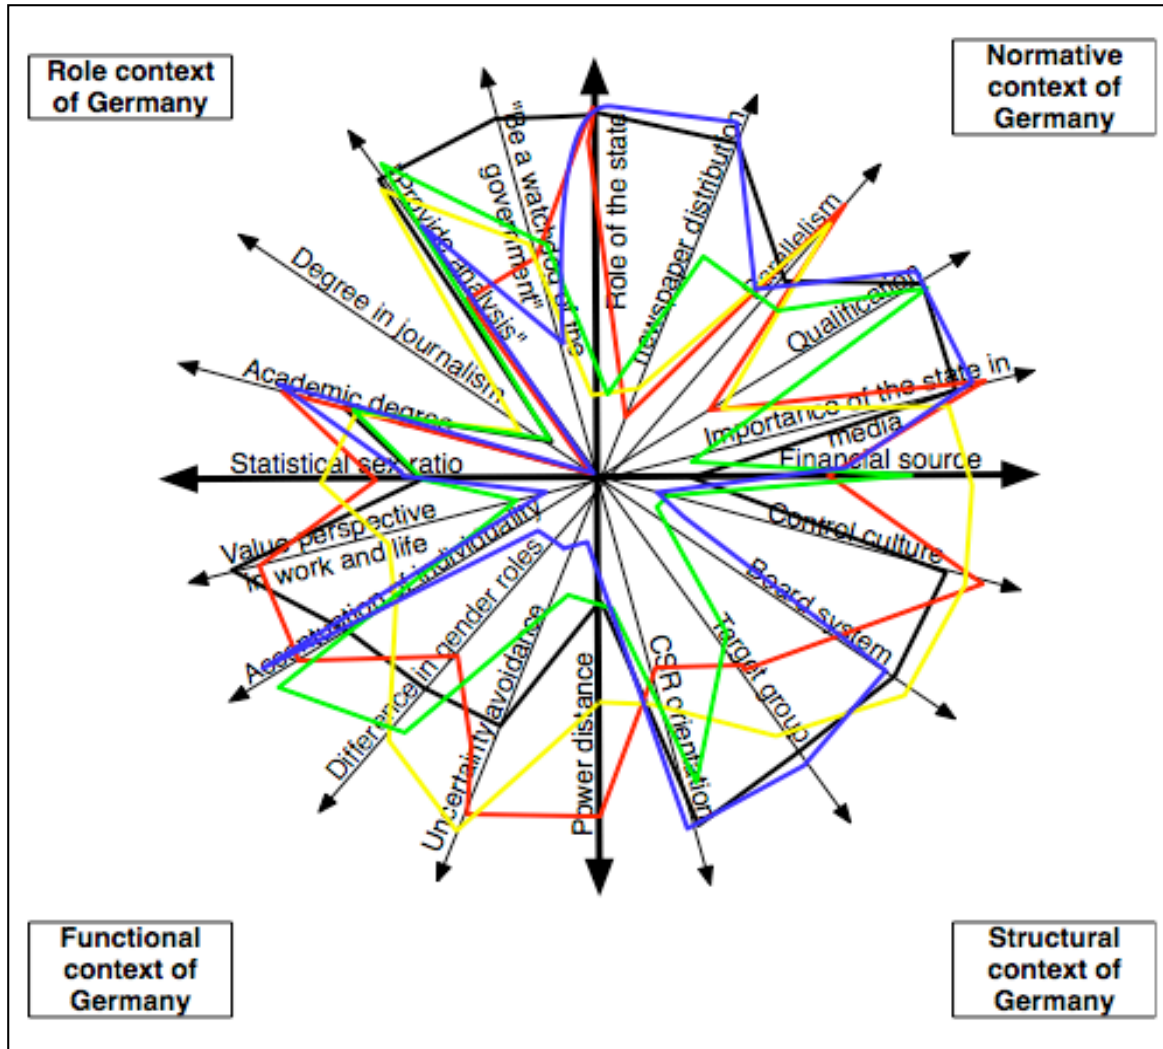 Role context
of Germany
Normative
context of
Germany
"Be a watchdog of the
government"
Role of the state
newspaper distribution
parallelism
"Provide analysis"
Qualification
Degree in journalism
Importance of the state in
media
Academic degree
Statistical sex ratio
Financial source
Value perspective
in work and life
Control culture
Accentuation of individuality
Board system
Difference in gender roles
Target group
Uncertainty avoidance
CSR orientation
Power distance
Functional
context of
Germany
Structural
context of
Germany